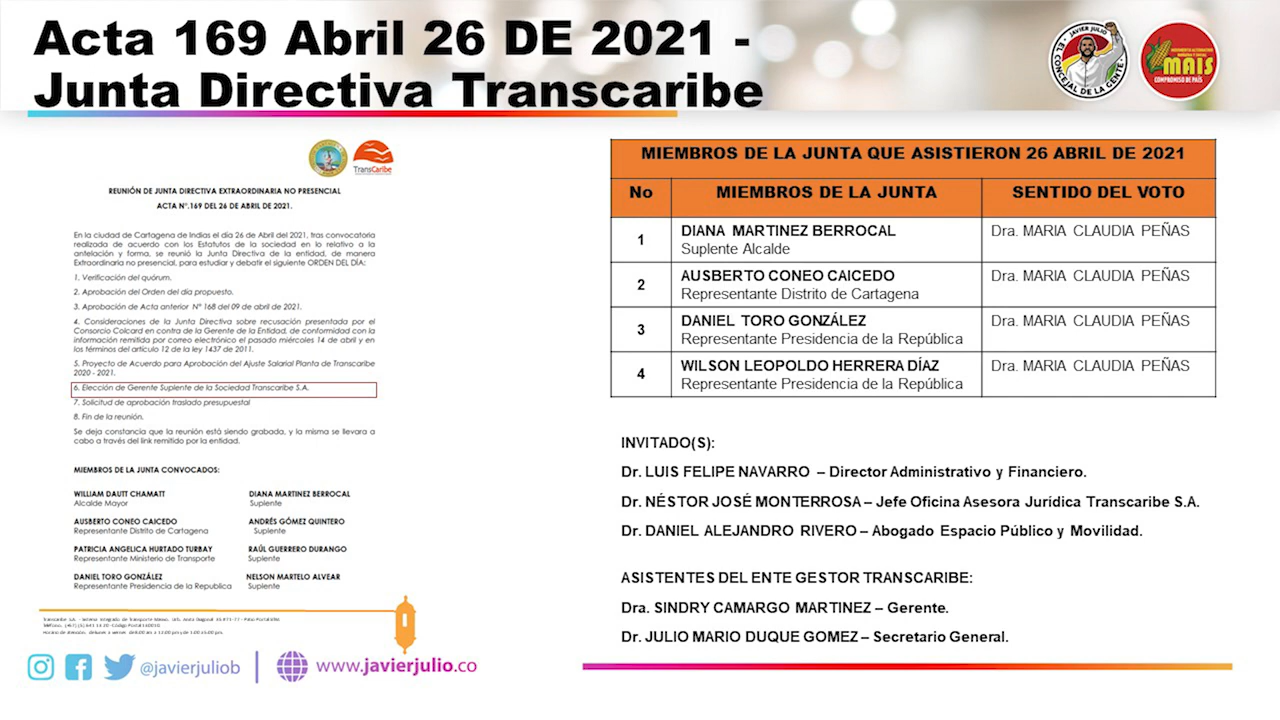 Acta 169 Abril 26 DE 2021 -
Junta Directiva Transcaribe
JAVIER JULIO
EL CONCEJAL DE LA GENTE
MOVIMIENTO ALTERNATIVO
INDÍGENA Y SOCIAL
MAIS
COMPROMISO DE PAÍS
TransCaribe
REUNIÓN DE JUNTA DIRECTIVA EXTRAORDINARIA NO PRESENCIAL
ACTA Nº.169 DEL 26 DE ABRIL DE 2021.
En la ciudad de Cartagena de Indias el día 26 de Abril del 2021, tras convocatoria
realizada de acuerdo con los Estatutos de la sociedad en lo relativo a la
antelación y forma, se reunió la Junta Directiva de la entidad, de manera
Extraordinaria no presencial, para estudiar y debatir el siguiente ORDEN DEL DÍA:
1. Verificación del quórum.
2. Aprobación del Orden del día propuesto.
3. Aprobación de Acta anterior Nº 168 del 09 de abril de 2021.
4. Consideraciones de la Junta Directiva sobre recusación presentada por el
Consorcio Colcard en contra de la Gerente de la Entidad, de conformidad con la
información remitida por correo electrónico el pasado miércoles 14 de abril y en
los términos del artículo 12 de la ley 1437 de 2011.
5. Proyecto de Acuerdo para Aprobación del Ajuste Salarial Planta de Transcaribe
2020 - 2021.
6. Elección de Gerente Suplente de la Sociedad Transcaribe S.A.
7. Solicitud de aprobación traslado presupuestal
8. Fin de la reunión.
Se deja constancia que la reunión está siendo grabada, y la misma se llevara a
cabo a través del link remitido por la entidad.
MIEMBROS DE LA JUNTA CONVOCADOS:
WILLIAM DAUTT CHAMATT DIANA MARTINEZ BERROCAL
Alcalde Mayor Suplente
AUSBERTO CONEO CAICEDO ANDRÉS GÓMEZ QUINTERO
Representante Distrito de Cartagena Suplente
PATRICIA ANGELICA HURTADO TURBAY RAÚL GUERRERO DURANGO
Representante Ministerio de Transporte Suplente
DANIEL TORO GONZÁLEZ NELSON MARTELO ALVEAR
Representante Presidencia de la Republica Suplente
@javierjuliob www.javierjulio.co
MIEMBROS DE LA JUNTA QUE ASISTIERON 26 ABRIL DE 2021
No MIEMBROS DE LA JUNTA SENTIDO DEL VOTO
1 DIANA MARTINEZ BERROCAL Dra. MARIA CLAUDIA PEÑAS
Suplente Alcalde
2 AUSBERTO CONEO CAICEDO Dra. MARIA CLAUDIA PEÑAS
Representante Distrito de Cartagena
3 DANIEL TORO GONZÁLEZ Dra. MARIA CLAUDIA PEÑAS
Representante Presidencia de la República
4 WILSON LEOPOLDO HERRERA DÍAZ Dra. MARIA CLAUDIA PEÑAS
Representante Presidencia de la República
INVITADO(S):
Dr. LUIS FELIPE NAVARRO – Director Administrativo y Financiero.
Dr. NÉSTOR JOSÉ MONTERROSA – Jefe Oficina Asesora Jurídica Transcaribe S.A.
Dr. DANIEL ALEJANDRO RIVERO – Abogado Espacio Público y Movilidad.
ASISTENTES DEL ENTE GESTOR TRANSCARIBE:
Dra. SINDRY CAMARGO MARTINEZ – Gerente.
Dr. JULIO MARIO DUQUE GOMEZ – Secretario General.